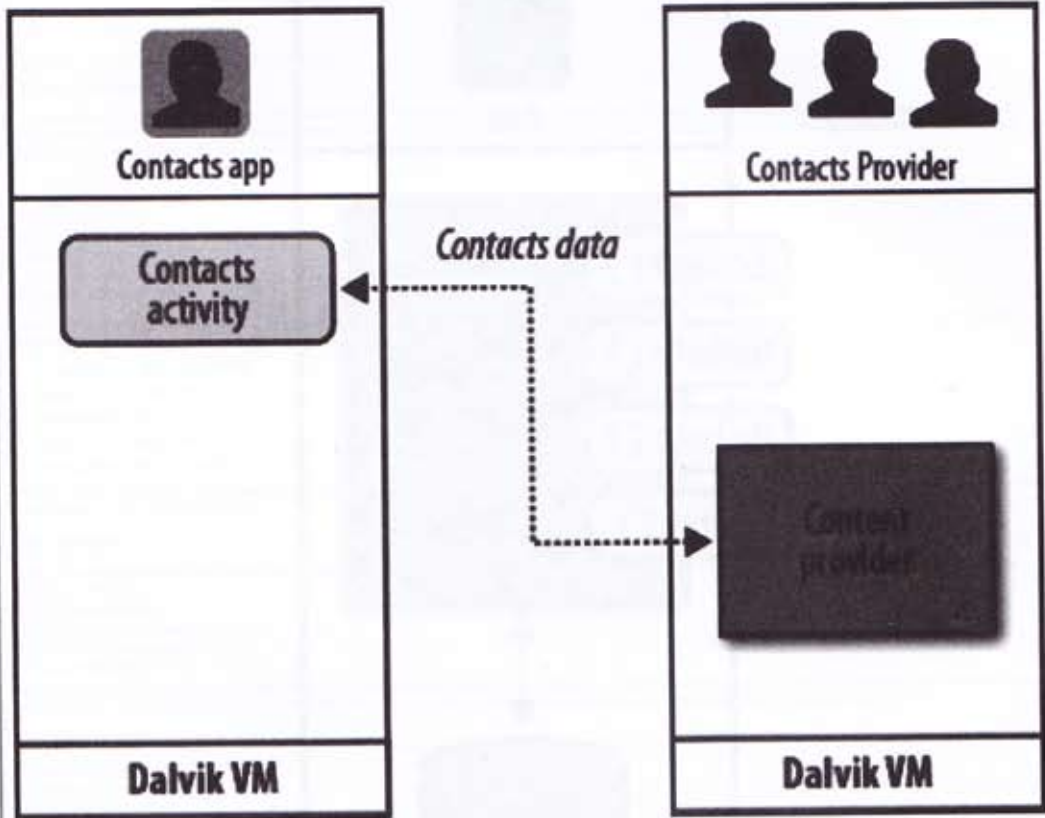 Contacts app
Contacts Provider
Contacts
activity
Contacts data
Content
provider
Dalvik VM
Dalvik VM